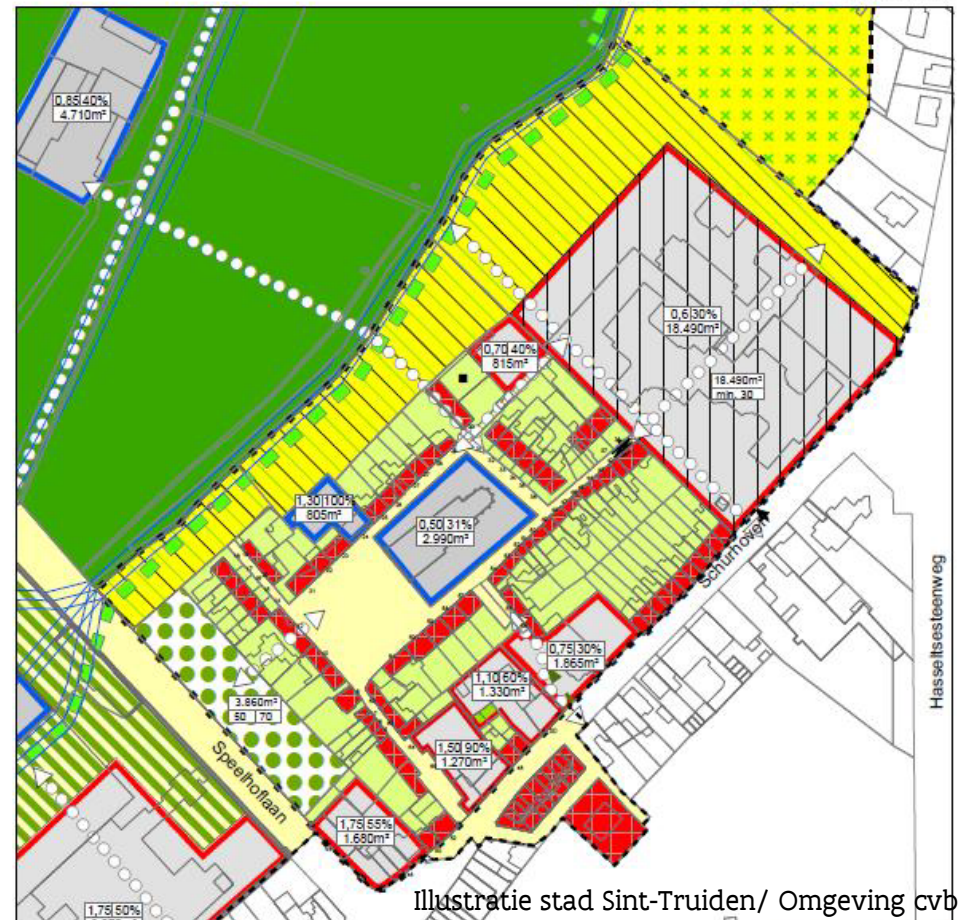 0,85|40%
4.710m²
0,6|30%
18.490m²
0,70|40%
815m²
18.490m²
min. 30
1,30|100%
805m²
0,50|31%
2.990m²
Schurhoven
Hasseltsesteenweg
0,75|30%
1.865m²
1,10|60%
1.330m²
3.860m²
50 | 70
Speelhoflaan
1,50|90%
1.270m²
1,75|55%
1.680m²
1,75|50%
Illustratie stad Sint-Truiden/ Omgeving cvb